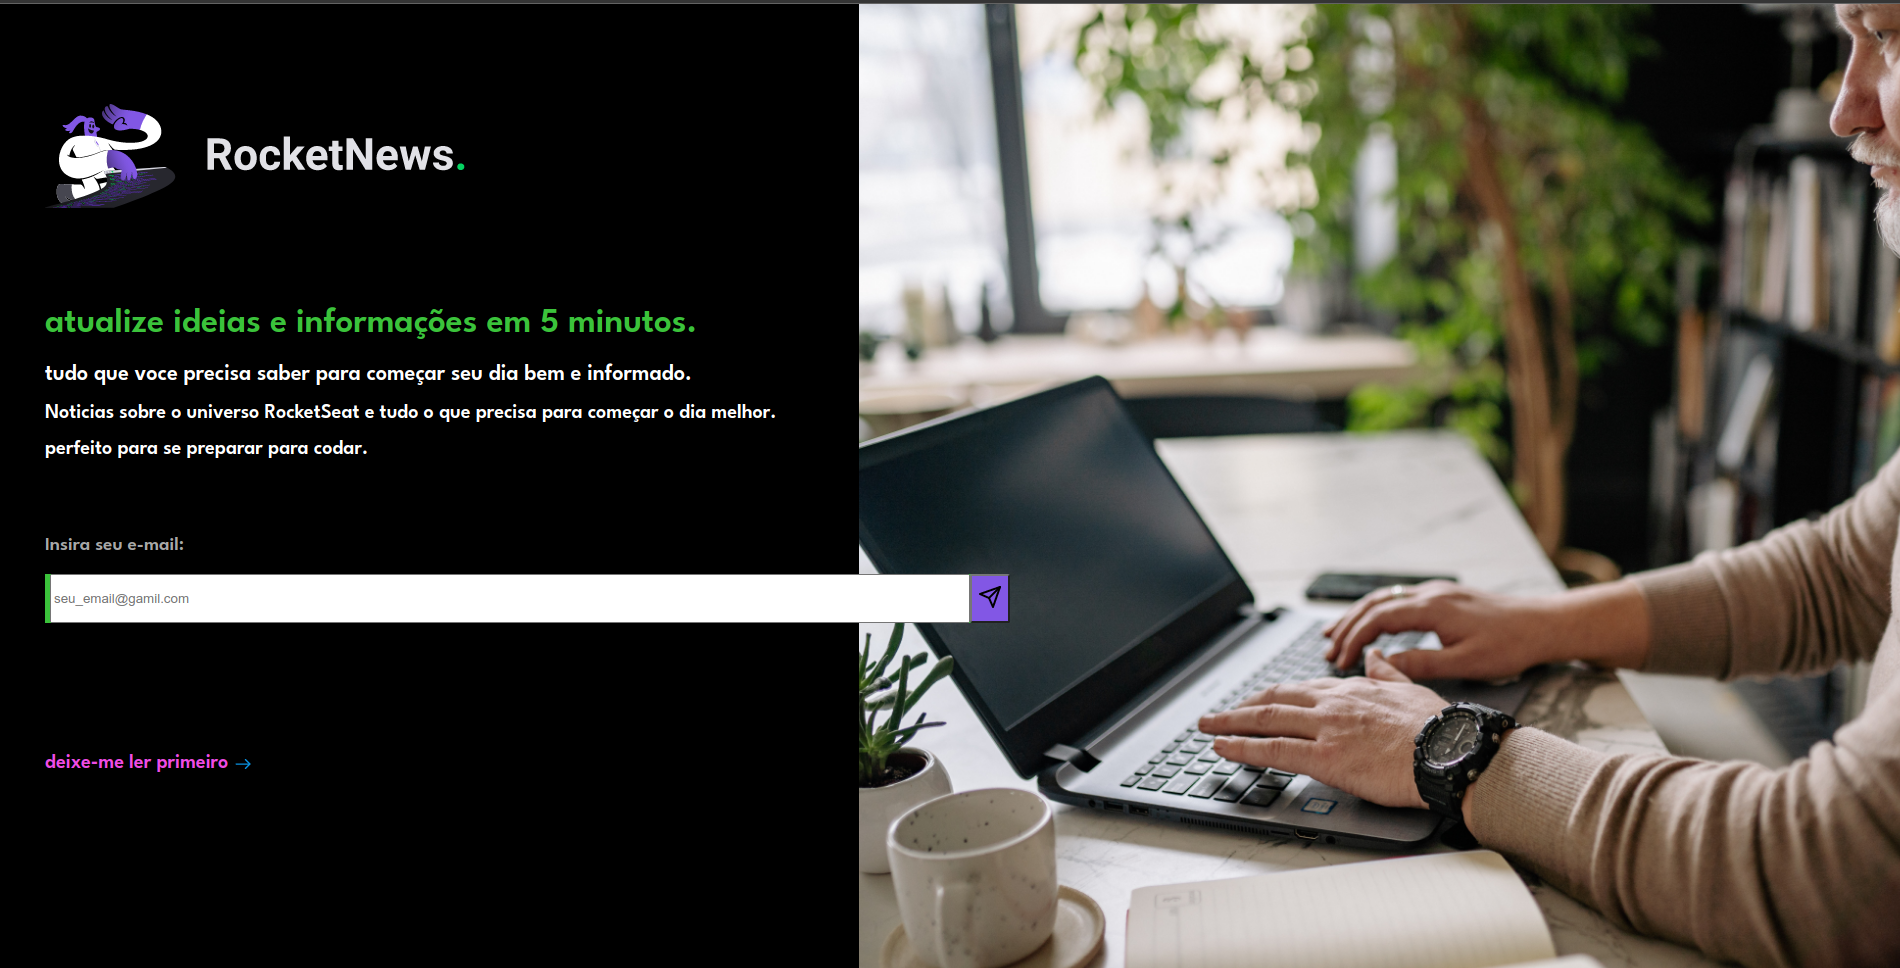 RocketNews.
atualize ideias e informações em 5 minutos.
tudo que voce precisa saber para começar seu dia bem e informado.
Noticias sobre o universo RocketSeat e tudo o que precisa para começar o dia melhor.
perfeito para se preparar para codar.
Insira seu e-mail:
seu_email@gamil.com
deixe-me ler primeiro →